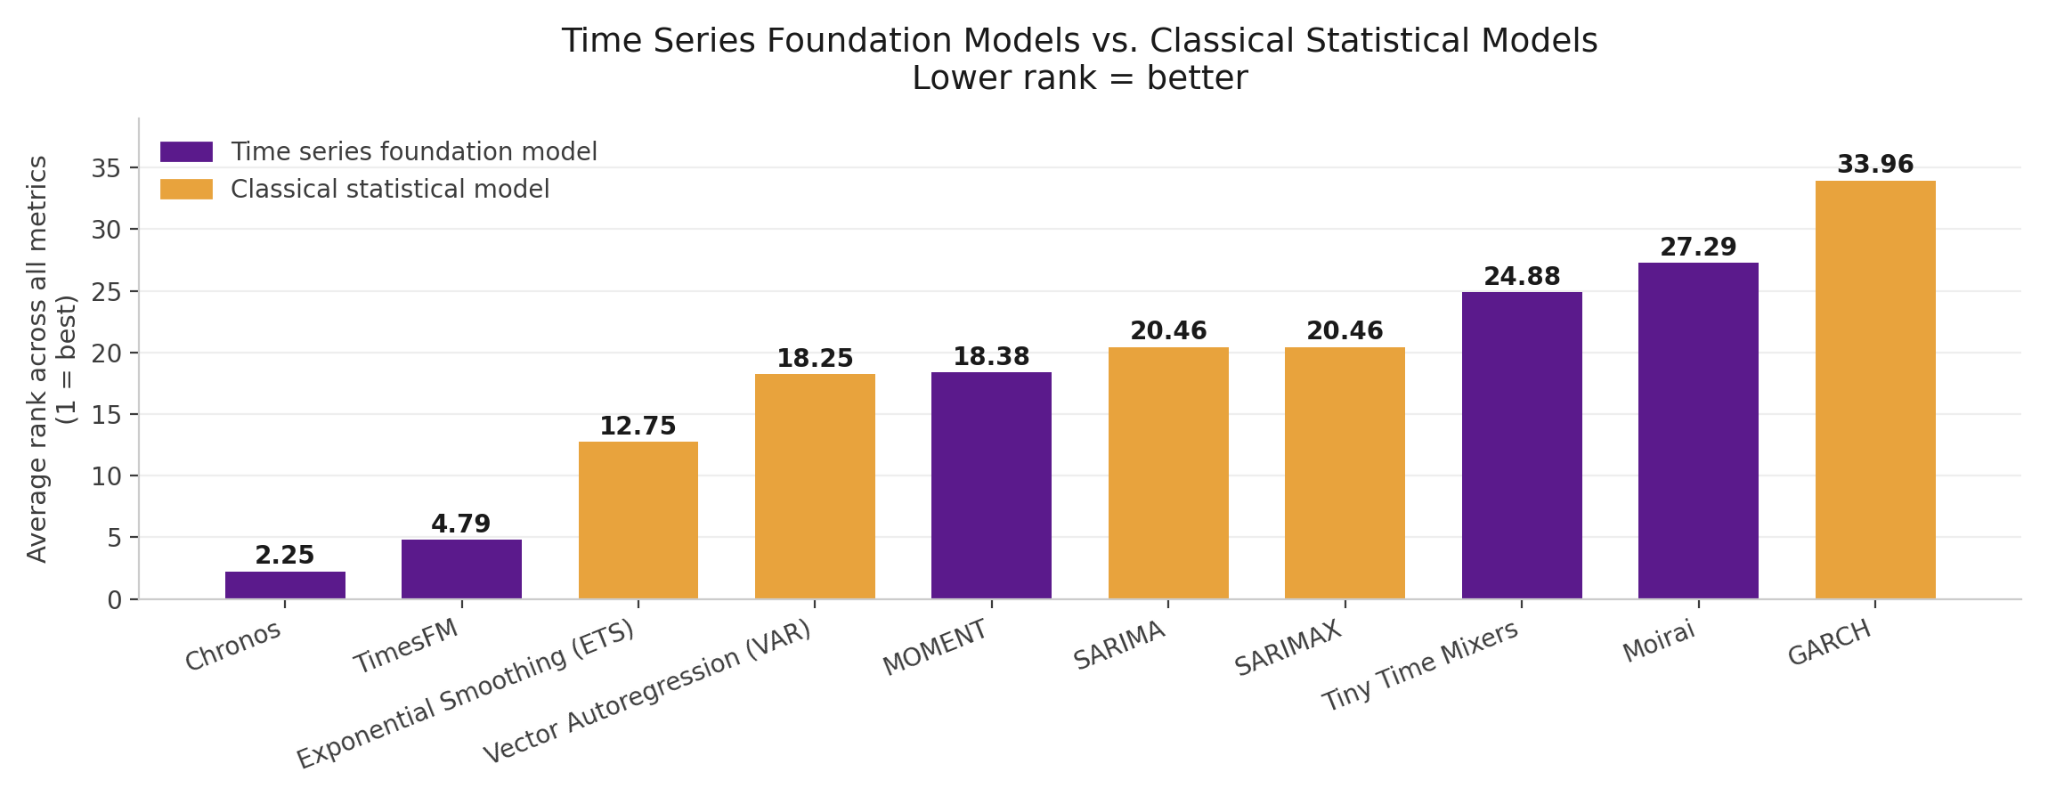 Time Series Foundation Models vs. Classical Statistical Models
Lower rank = better
Average rank across all metrics
(1 = best)
Time series foundation model
Classical statistical model
35
30
25
20
15
10
5
0
2.25
4.79
12.75
18.25
18.38
20.46
20.46
24.88
27.29
33.96
Chronos
TimesFM
Exponential Smoothing (ETS)
Vector Autoregression (VAR)
MOMENT
SARIMA
SARIMAX
Tiny Time Mixers
Moirai
GARCH